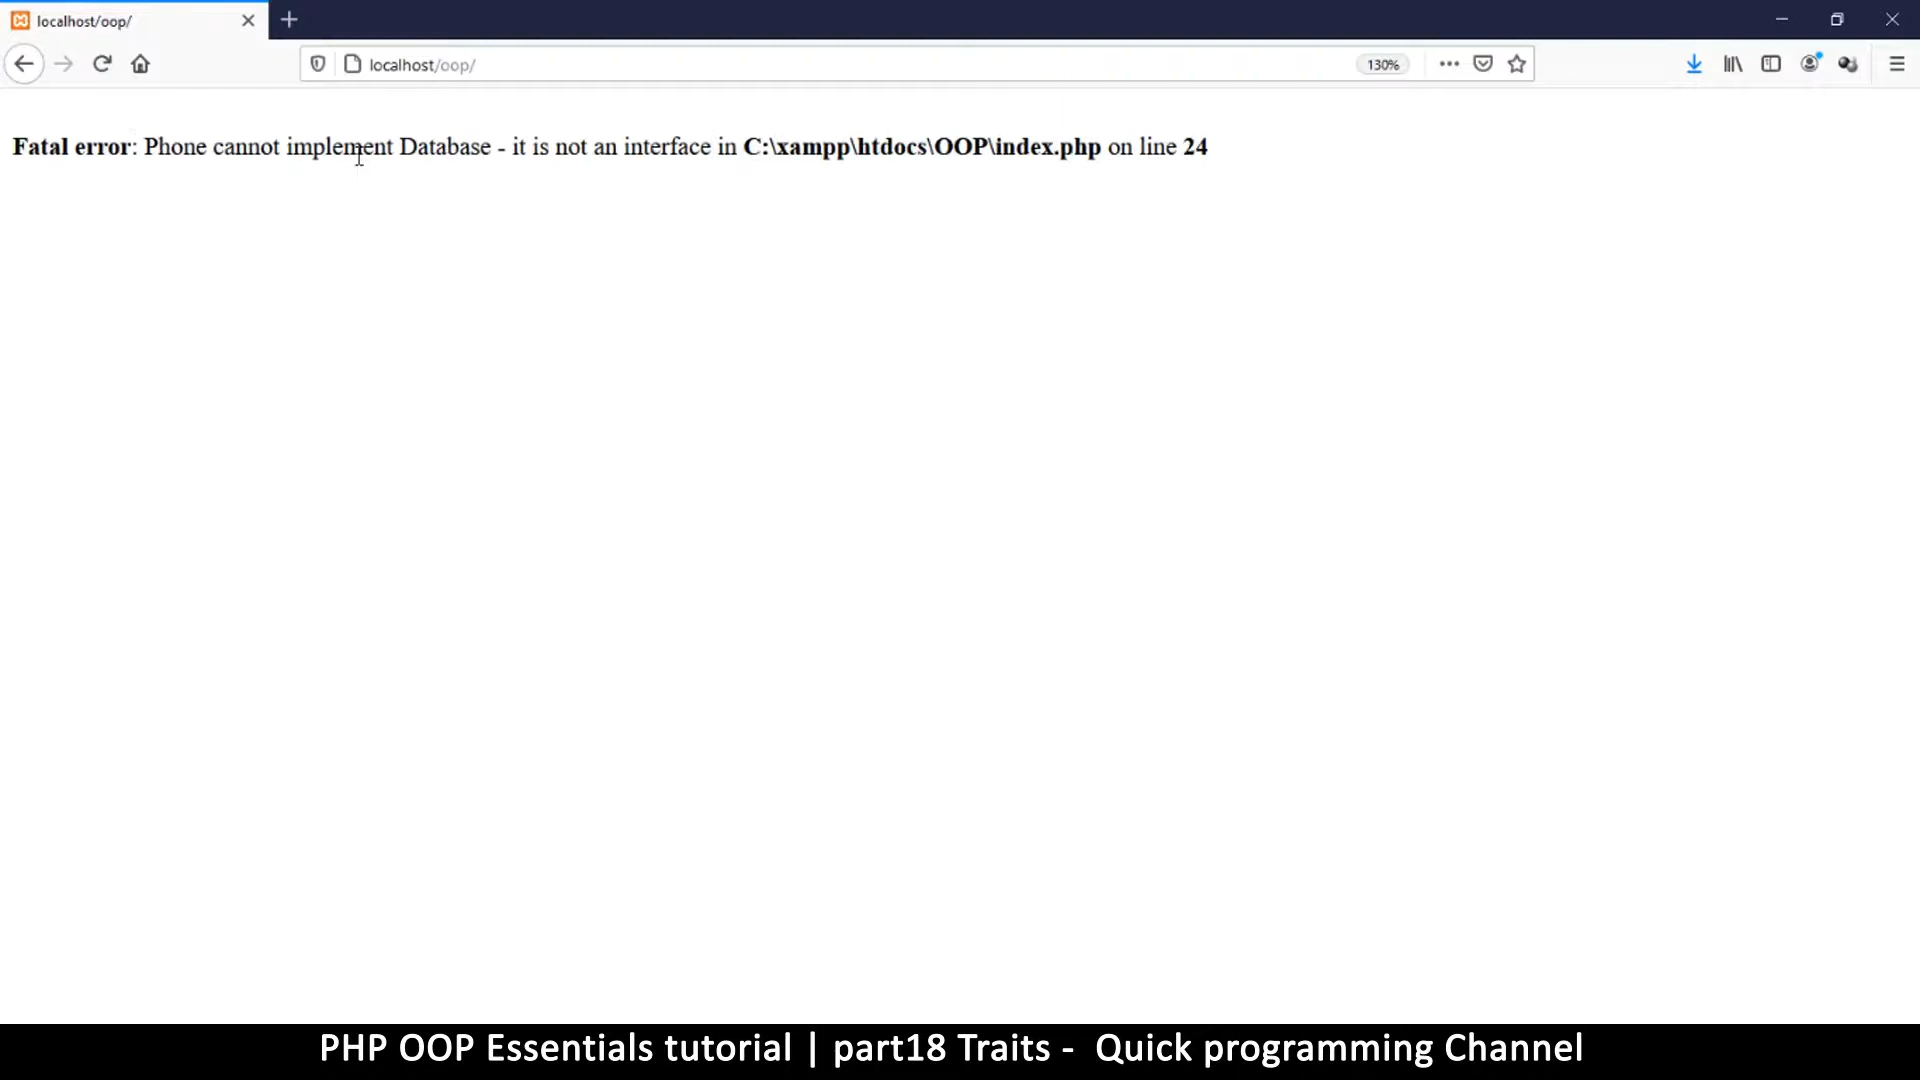 localhost/oop/
localhost/oop/
130%
Fatal error: Phone cannot implement Database - it is not an interface in C:\xampp\htdocs\OOP\index.php on line 24
PHP OOP Essentials tutorial | part18 Traits - Quick programming Channel